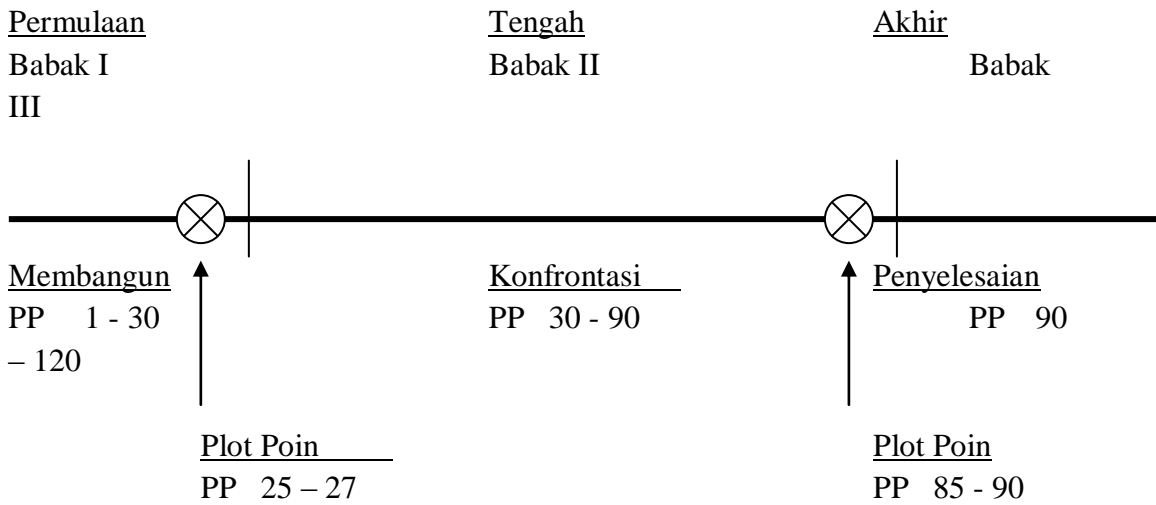 Permulaan Tengah Akhir
Babak I Babak II Babak
III
Membangun Konfrontasi Penyelesaian
PP 1 - 30 PP 30 - 90 PP 90
– 120
Plot Poin Plot Poin
PP 25 – 27 PP 85 - 90